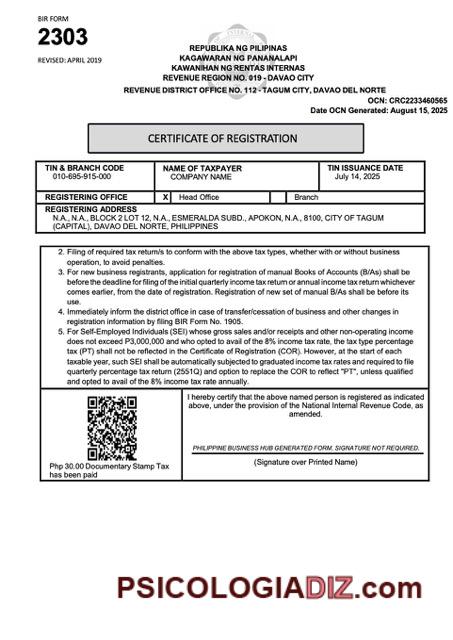 BIR FORM
2303
REVISED: APRIL 2019
REPUBLIKA NG PILIPINAS
KAGAWARAN NG PANANALAPI
KAWANIHAN NG RENTAS INTERNAS
REVENUE REGION NO. 019 - DAVAO CITY
REVENUE DISTRICT OFFICE NO. 112 - TAGUM CITY, DAVAO DEL NORTE
OCN: CRC2233460565
Date OCN Generated: August 15, 2025
CERTIFICATE OF REGISTRATION
TIN & BRANCH CODE
010-695-915-000
NAME OF TAXPAYER
COMPANY NAME
TIN ISSUANCE DATE
July 14, 2025
REGISTERING OFFICE X Head Office Branch
REGISTERING ADDRESS
N.A., N.A., BLOCK 2 LOT 12, N.A., ESMERALDA SUBD., APOKON, N.A., 8100, CITY OF TAGUM
(CAPITAL), DAVAO DEL NORTE, PHILIPPINES
2. Filing of required tax return/s to conform with the above tax types, whether with or without business
operation, to avoid penalties.
3. For new business registrants, application for registration of manual Books of Accounts (B/As) shall be
before the deadline for filing of the initial quarterly income tax return or annual income tax return whichever
comes earlier, from the date of registration. Registration of new set of manual B/As shall be before its
use.
4. Immediately inform the district office in case of transfer/cessation of business and other changes in
registration information by filing BIR Form No. 1905.
5. For Self-Employed Individuals (SEI) whose gross sales and/or receipts and other non-operating income
does not exceed P3,000,000 and who opted to avail of the 8% income tax rate, the tax type percentage
tax (PT) shall not be reflected in the Certificate of Registration (COR). However, at the start of each
taxable year, such SEI shall be automatically subjected to graduated income tax rates and required to file
quarterly percentage tax return (2551Q) and option to replace the COR to reflect "PT", unless qualified
and opted to avail of the 8% income tax rate annually.
Php 30.00 Documentary Stamp Tax
has been paid
I hereby certify that the above named person is registered as indicated
above, under the provision of the National Internal Revenue Code, as
amended.
PHILIPPINE BUSINESS HUB GENERATED FORM. SIGNATURE NOT REQUIRED.
(Signature over Printed Name)
PSICOLOGIADIZ.com